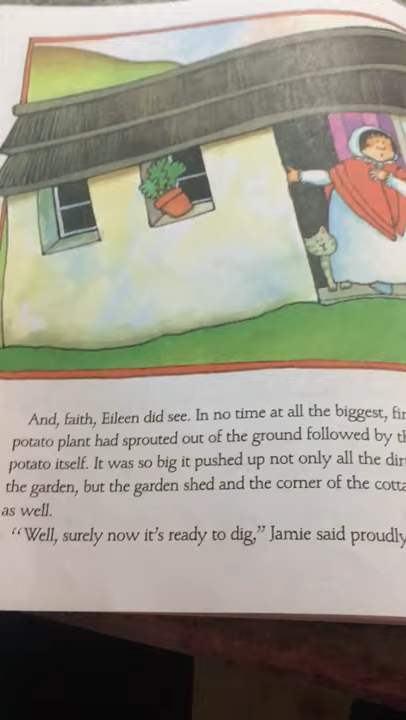 And, faith, Eileen did see. In no time at all the biggest,
potato plant had sprouted out of the ground followed by
potato itself. It was so big it pushed up not only all the
the garden, but the garden shed and the corner of the
as well.
“Well, surely now it's ready to dig,” Jamie said proudly